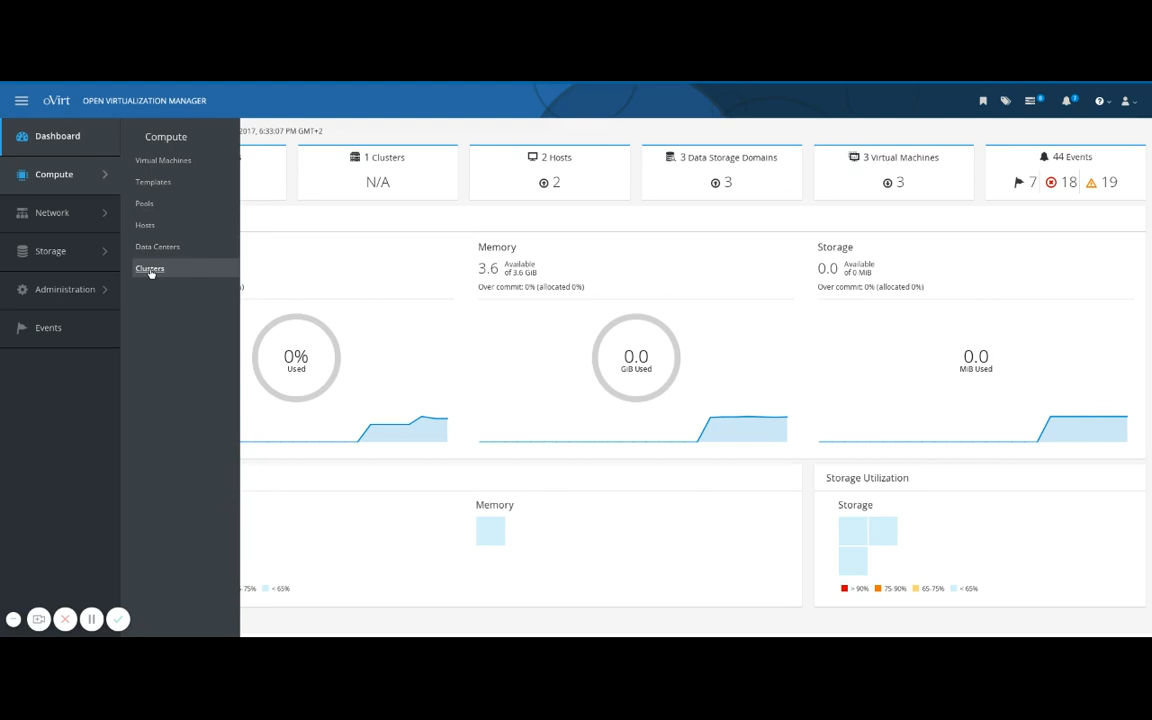 oVirt OPEN VIRTUALIZATION MANAGER
6
7
Dashboard
Compute
Network
Storage
Administration
Events
Compute
Virtual Machines
Templates
Pools
Hosts
Data Centers
Clusters
2017, 6:33:07 PM GMT+2
1 Clusters
N/A
2 Hosts
2
3 Data Storage Domains
3
3 Virtual Machines
3
44 Events
7 18 19
Memory
3.6 Available of 3.6 GiB
Over commit: 0% (allocated 0%)
Storage
0.0 Available of 0 MiB
Over commit: 0% (allocated 0%)
0%
Used
0.0
GiB Used
0.0
MiB Used
Storage Utilization
Memory
Storage
-75% < 65%
> 90% 75-90% 65-75% < 65%